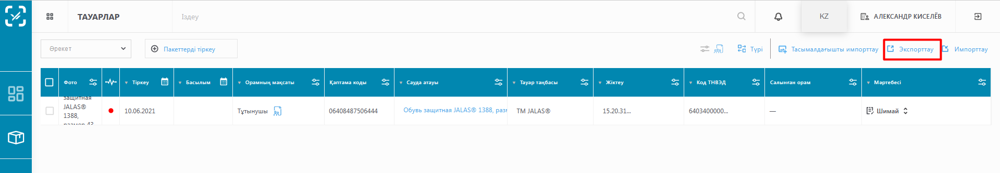 ТАУАРЛАР
Іздеу
KZ
АЛЕКСАНДР КИСЕЛЁВ
Әрекет
Пакеттерді тіркеу
Түрі
Тасымалдағышты импорттау
Экспорттау
Импорттау
Фото
Тіркеу
Басылым
Орамның мақсаты
Қаптама коды
Сауда атауы
Тауар таңбасы
Жіктеу
Код ТНВЭД
Салынған орам
Мәртебесі
защитная
JALAS®
1388,
размер 43
10.06.2021
Тұтынушы
06408487506444
Обувь защитная JALAS® 1388, раз
ТМ JALAS®
15.20.31...
6403400000...
—
Шимай